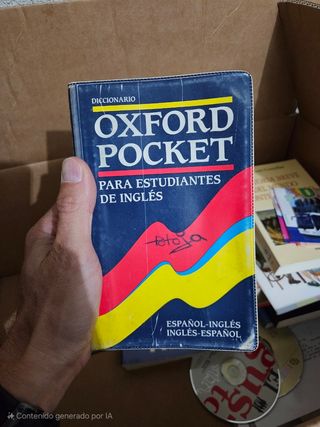 DICCIONARIO
OXFORD
POCKET
PARA ESTUDIANTES
DE INGLÉS
ESPAÑOL-INGLÉS
INGLÉS-ESPAÑOL
Contenido generado por IA